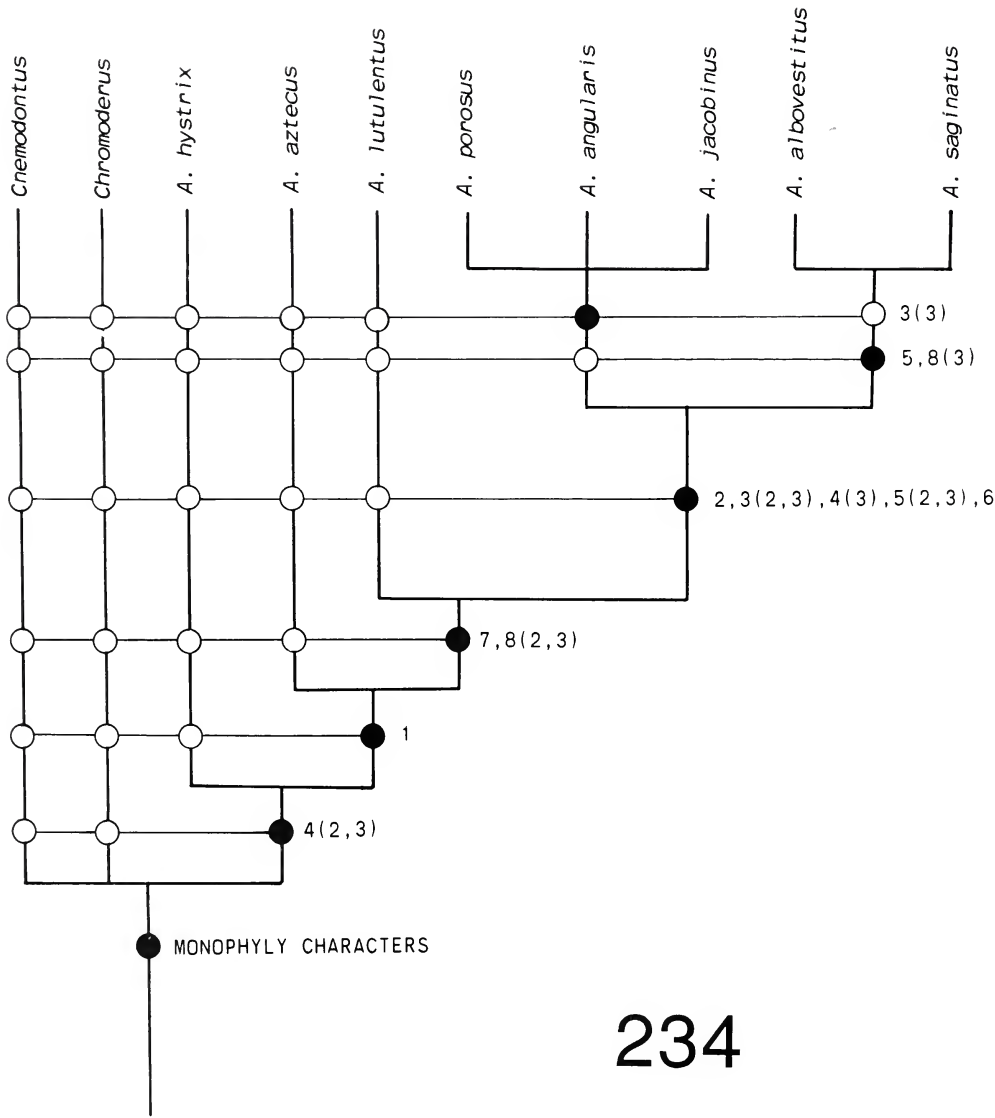 Cnemodontus
Chromoderus
A. hystrix
A. aztecus
A. lutulentus
A. porosus
A. angularis
A. jacobinus
A. albovestitus
A. saginatus
3(3)
5,8(3)
2,3(2,3),4(3),5(2,3),6
7,8(2,3)
1
4(2,3)
MONOPHYLY CHARACTERS
234